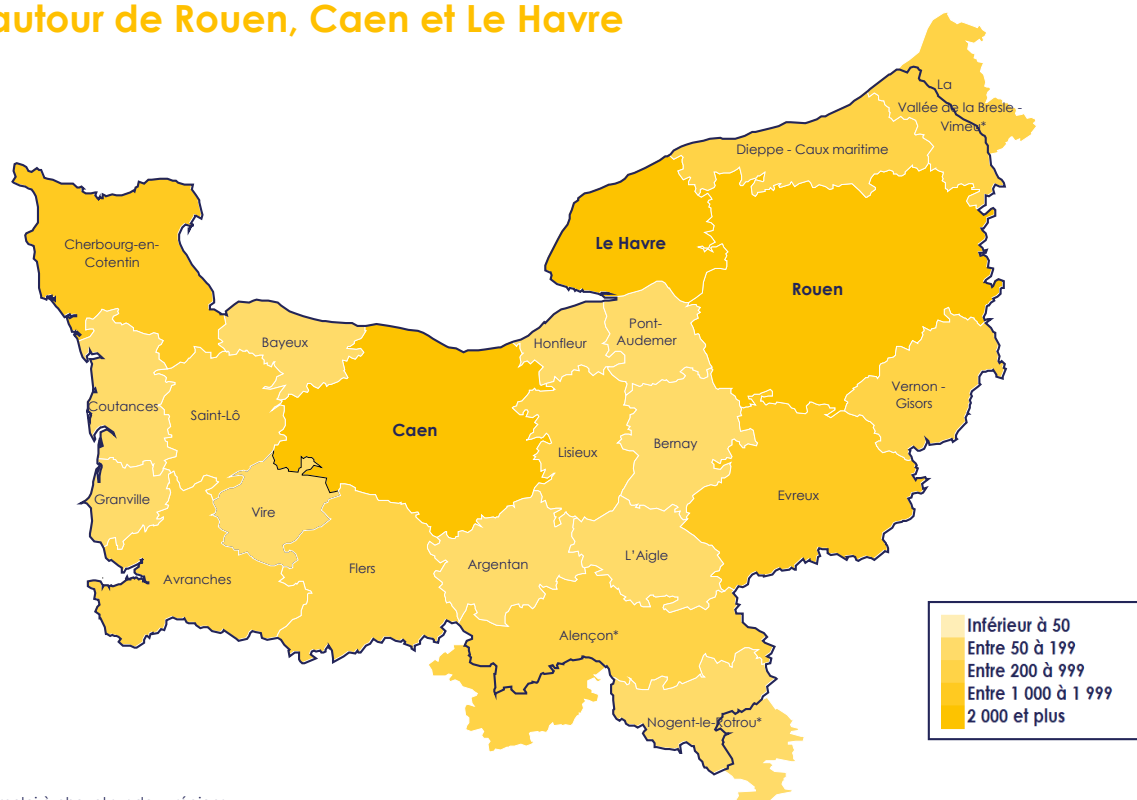 autour de Rouen, Caen et Le Havre
La
Vallée de la Bresle -
Vimeu*
Dieppe - Caux maritime
Cherbourg-en-
Cotentin
Le Havre
Rouen
Bayeux
Honfleur
Pont-
Audemer
Coutances
Saint-Lô
Caen
Lisieux
Bernay
Vernon -
Gisors
Granville
Vire
Evreux
Avranches
Flers
Argentan
L'Aigle
Alençon*
Nogent-le-Rotrou*
Inférieur à 50
Entre 50 à 199
Entre 200 à 999
Entre 1 000 à 1 999
2 000 et plus